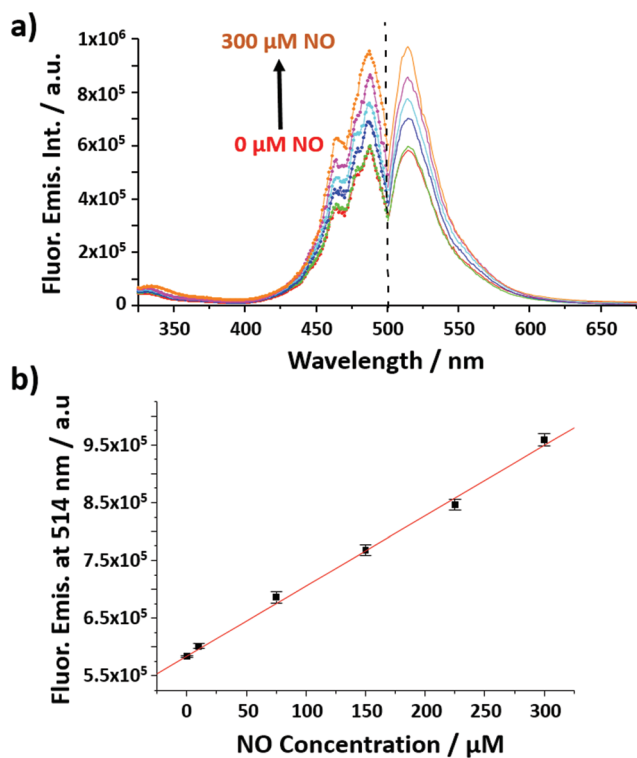 a)
300 µM NO
0 µM NO
Fluor. Emis. Int. / a.u.
1x10⁶
8x10⁵
6x10⁵
4x10⁵
2x10⁵
0
350 400 450 500 550 600 650
Wavelength / nm
b)
Fluor. Emis. at 514 nm / a.u
9.5x10⁵
8.5x10⁵
7.5x10⁵
6.5x10⁵
5.5x10⁵
0 50 100 150 200 250 300
NO Concentration / µM